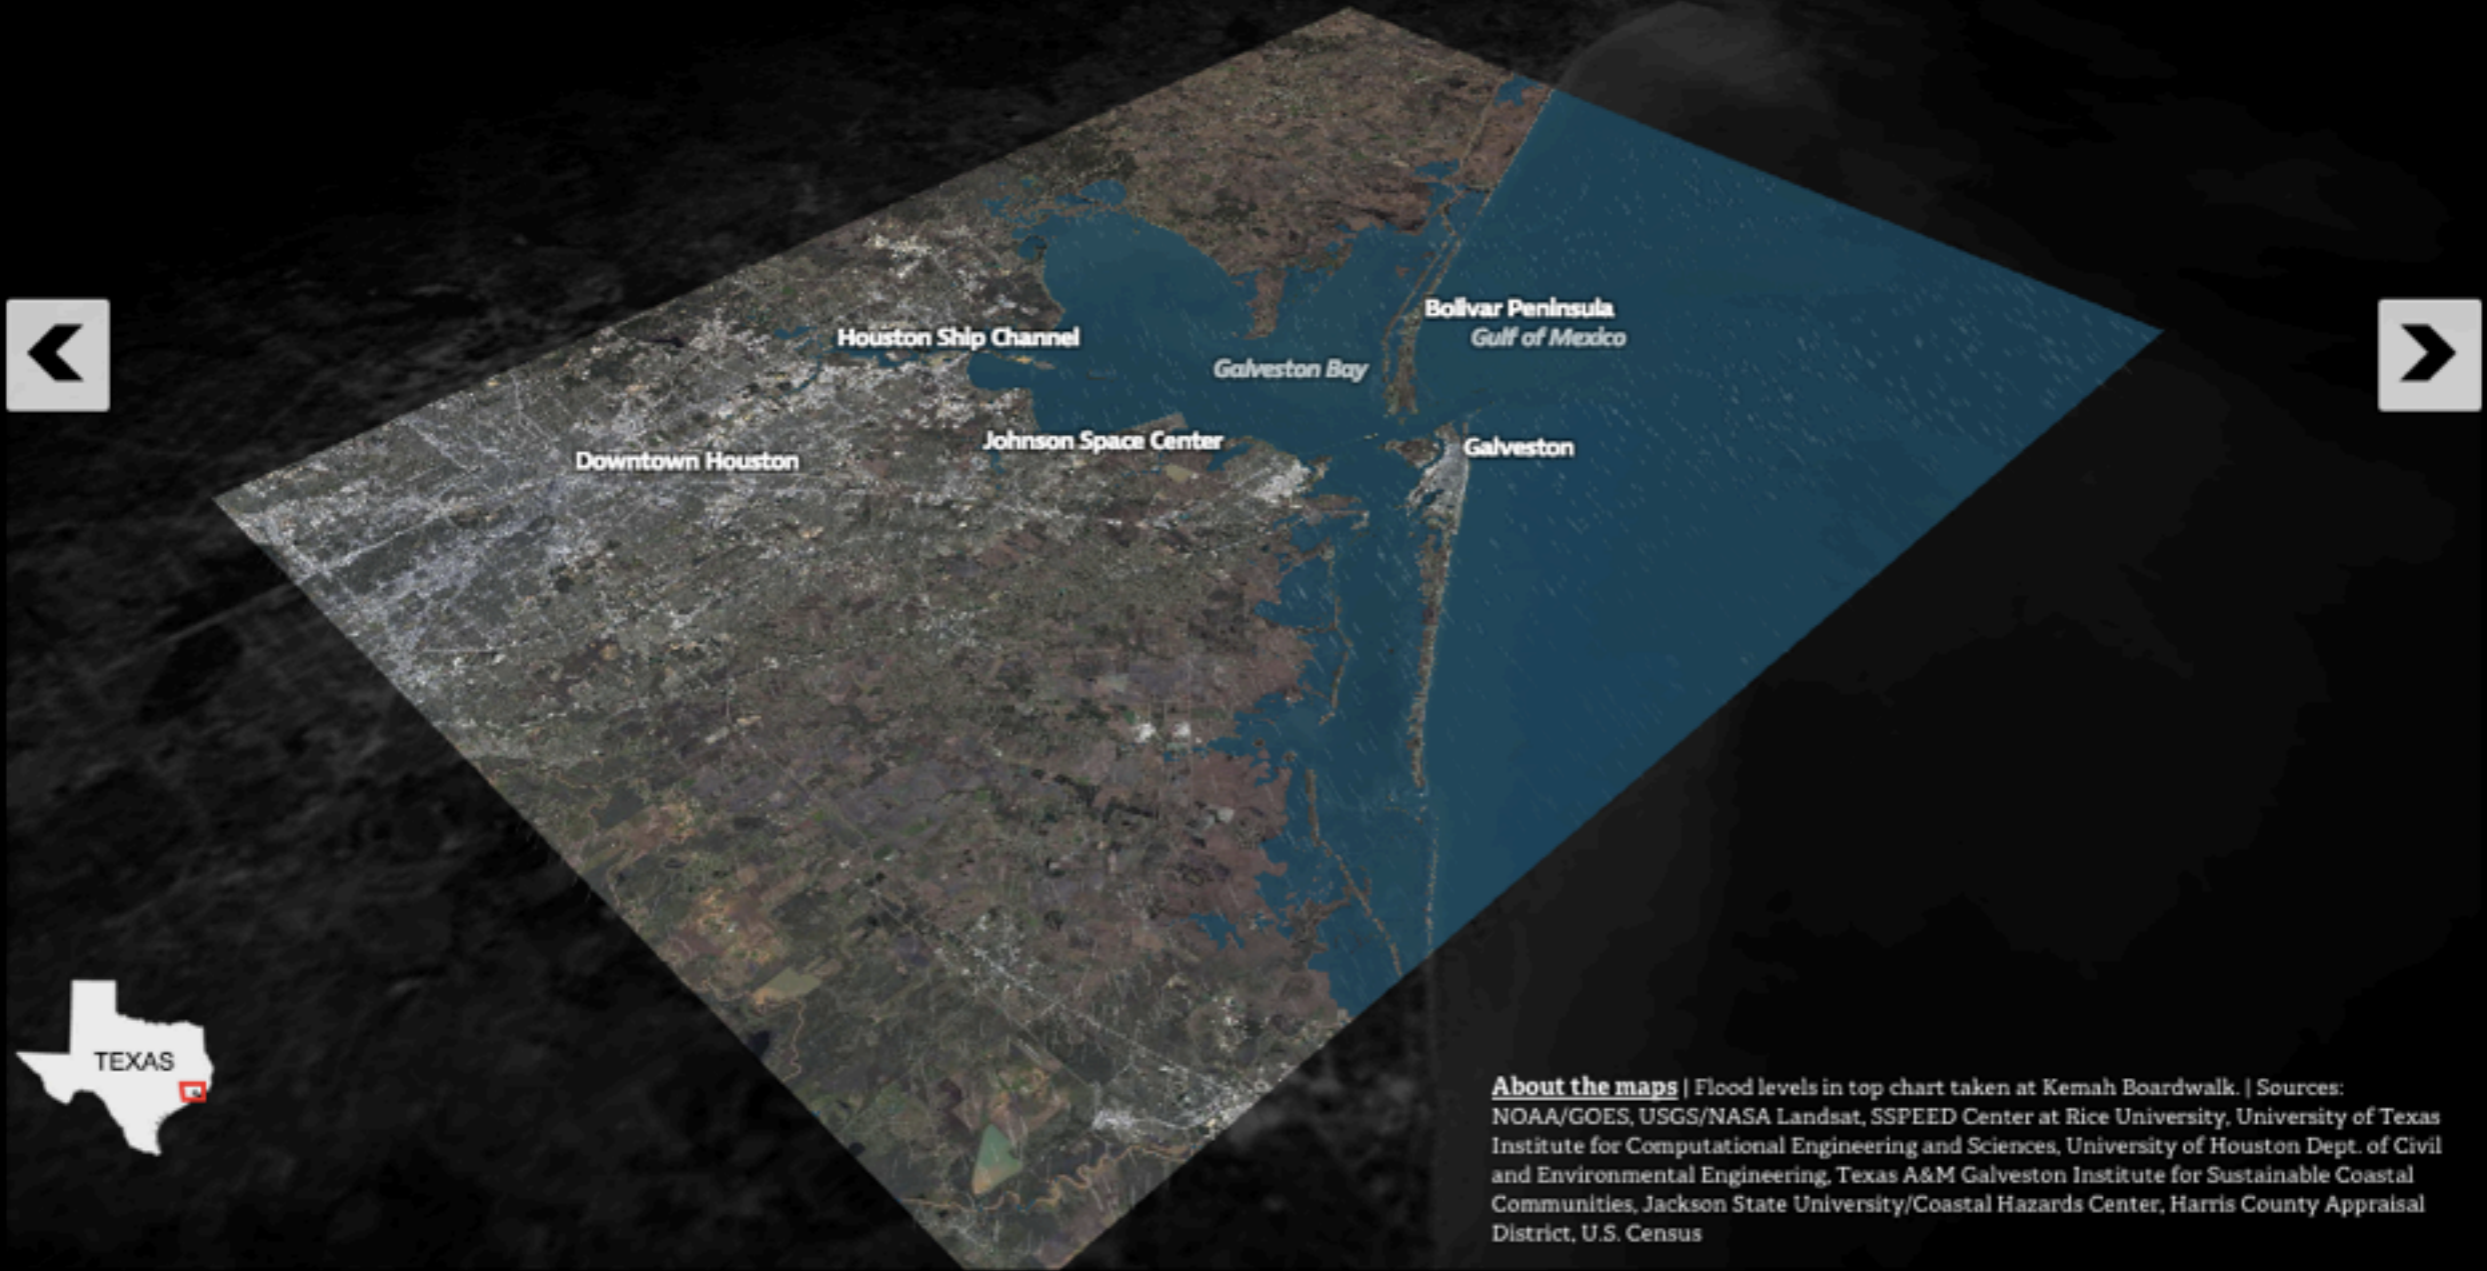 Bolivar Peninsula
Houston Ship Channel
Gulf of Mexico
Galveston Bay
Johnson Space Center
Galveston
Downtown Houston
TEXAS
About the maps | Flood levels in top chart taken at Kemah Boardwalk. | Sources:
NOAA/GOES, USGS/NASA Landsat, SSPEED Center at Rice University, University of Texas
Institute for Computational Engineering and Sciences, University of Houston Dept. of Civil
and Environmental Engineering, Texas A&M Galveston Institute for Sustainable Coastal
Communities, Jackson State University/Coastal Hazards Center, Harris County Appraisal
District, U.S. Census